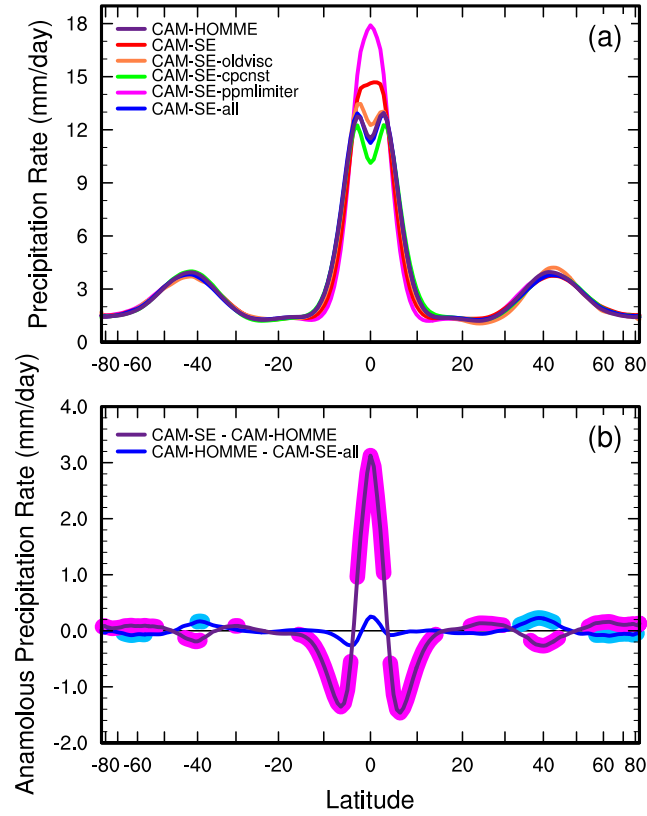 (a)
CAM-HOMME
CAM-SE
CAM-SE-oldvisc
CAM-SE-cpcnst
CAM-SE-ppmlimiter
CAM-SE-all
Precipitation Rate (mm/day)
18
15
12
9
6
3
0
-80 -60 -40 -20 0 20 40 60 80
(b)
CAM-SE - CAM-HOMME
CAM-HOMME - CAM-SE-all
Anamolous Precipitation Rate (mm/day)
4.0
3.0
2.0
1.0
0.0
-1.0
-2.0
-80 -60 -40 -20 0 20 40 60 80
Latitude